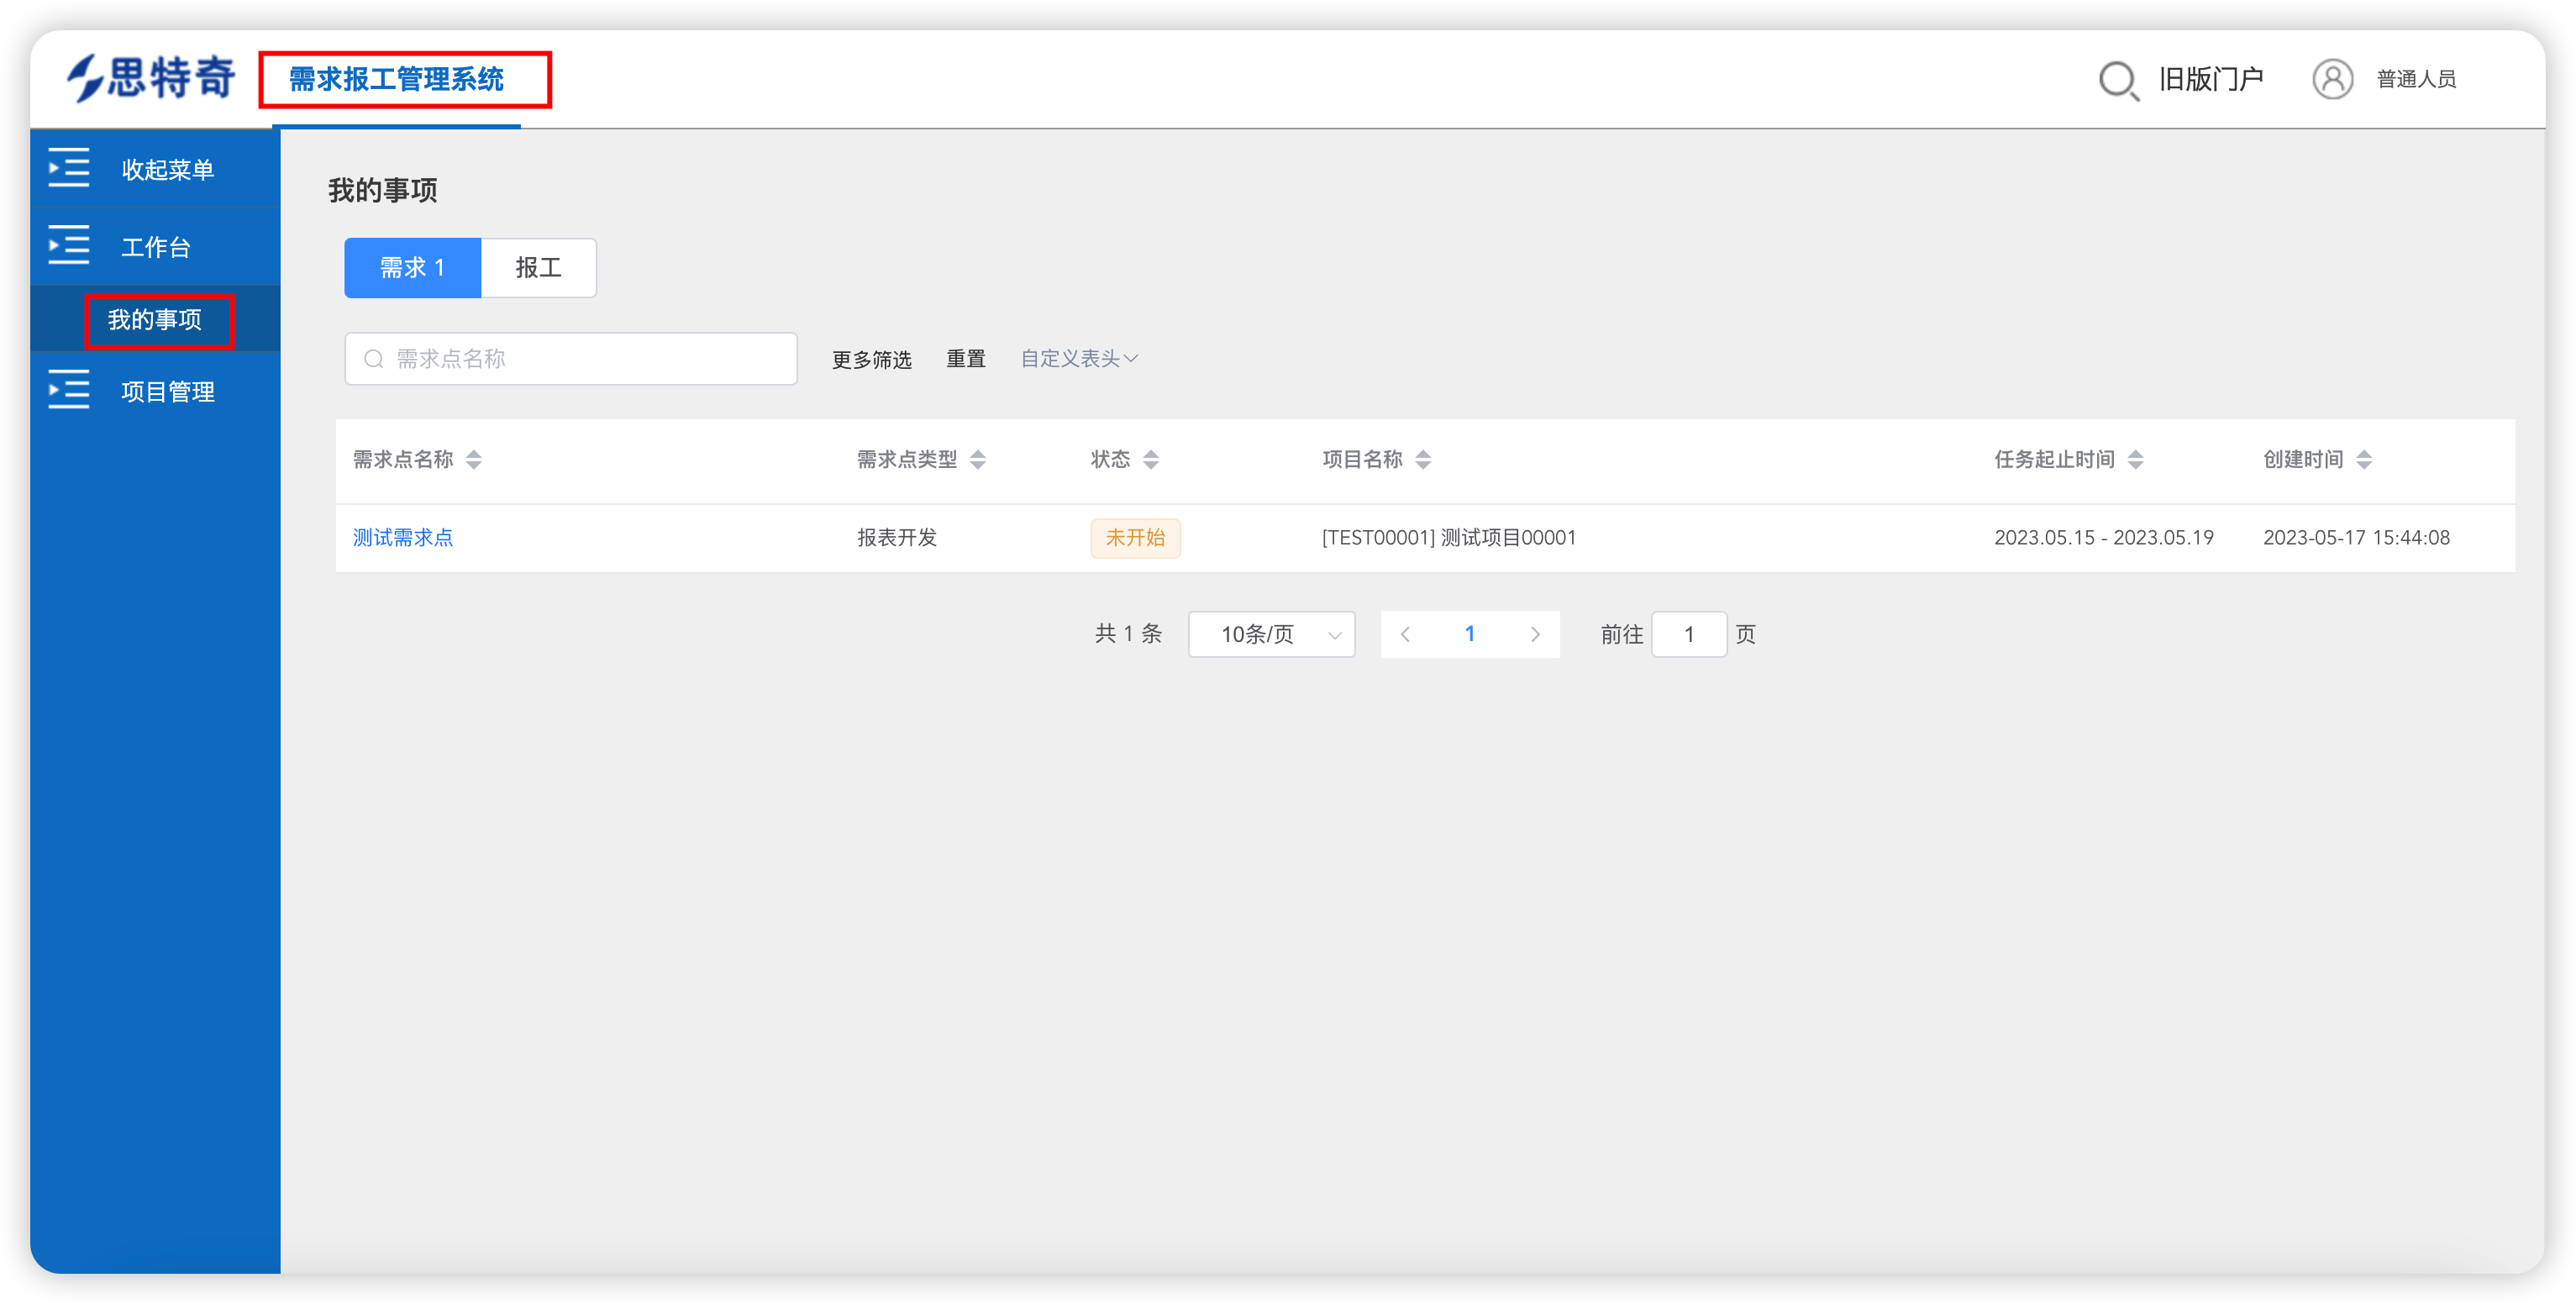 思特奇 需求报工管理系统 旧版门户 普通人员
收起菜单
工作台
我的事项
项目管理
我的事项
需求 1 报工
需求点名称 更多筛选 重置 自定义表头
需求点名称 需求点类型 状态 项目名称 任务起止时间 创建时间
测试需求点 报表开发 未开始 [TEST00001] 测试项目00001 2023.05.15 - 2023.05.19 2023-05-17 15:44:08
共 1 条 10条/页 1 前往 1 页